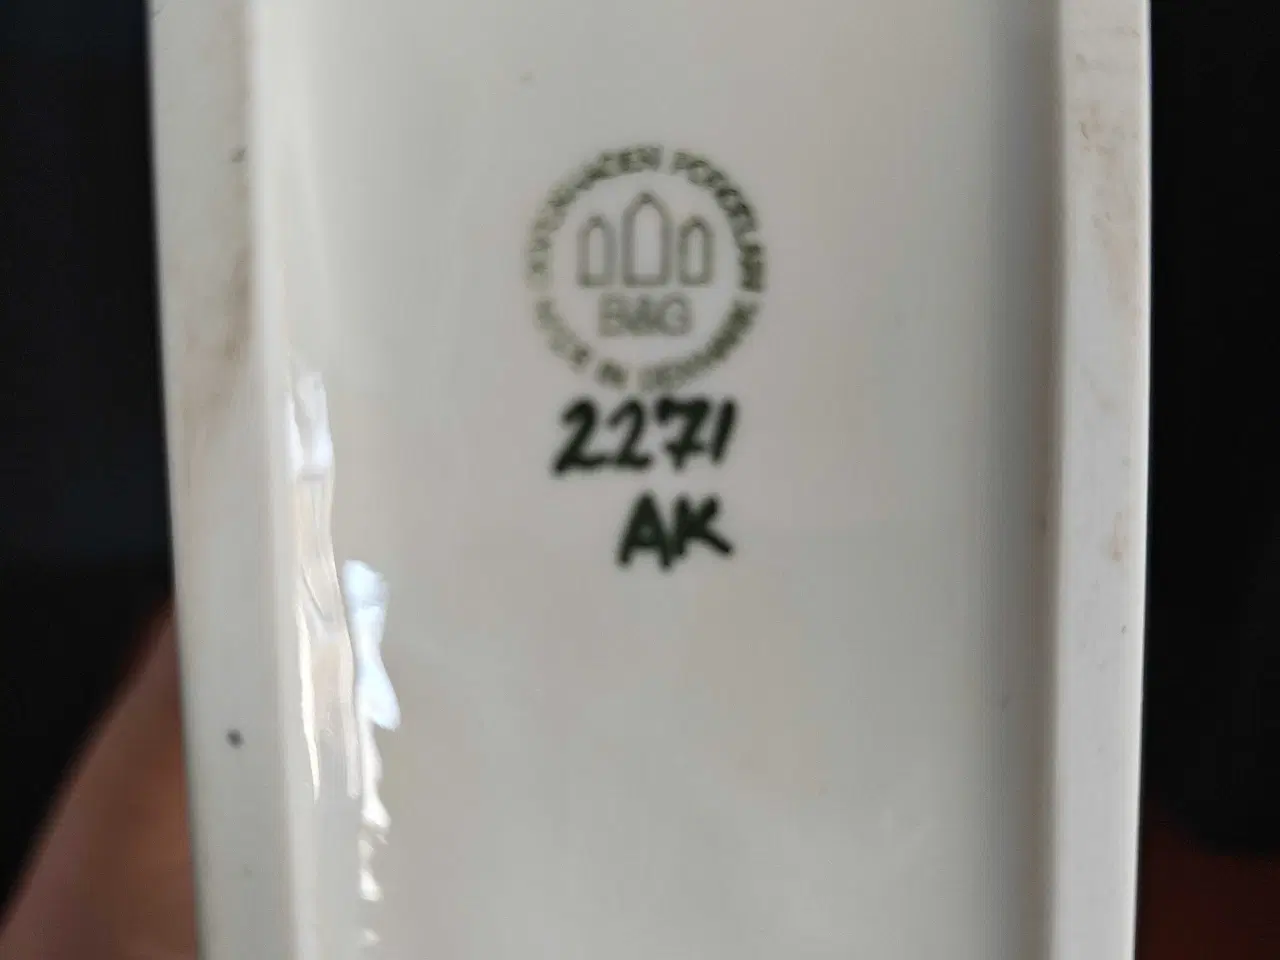 COPENHAGEN PORCELAIN
B&G
MADE IN DENMARK
2271
AK